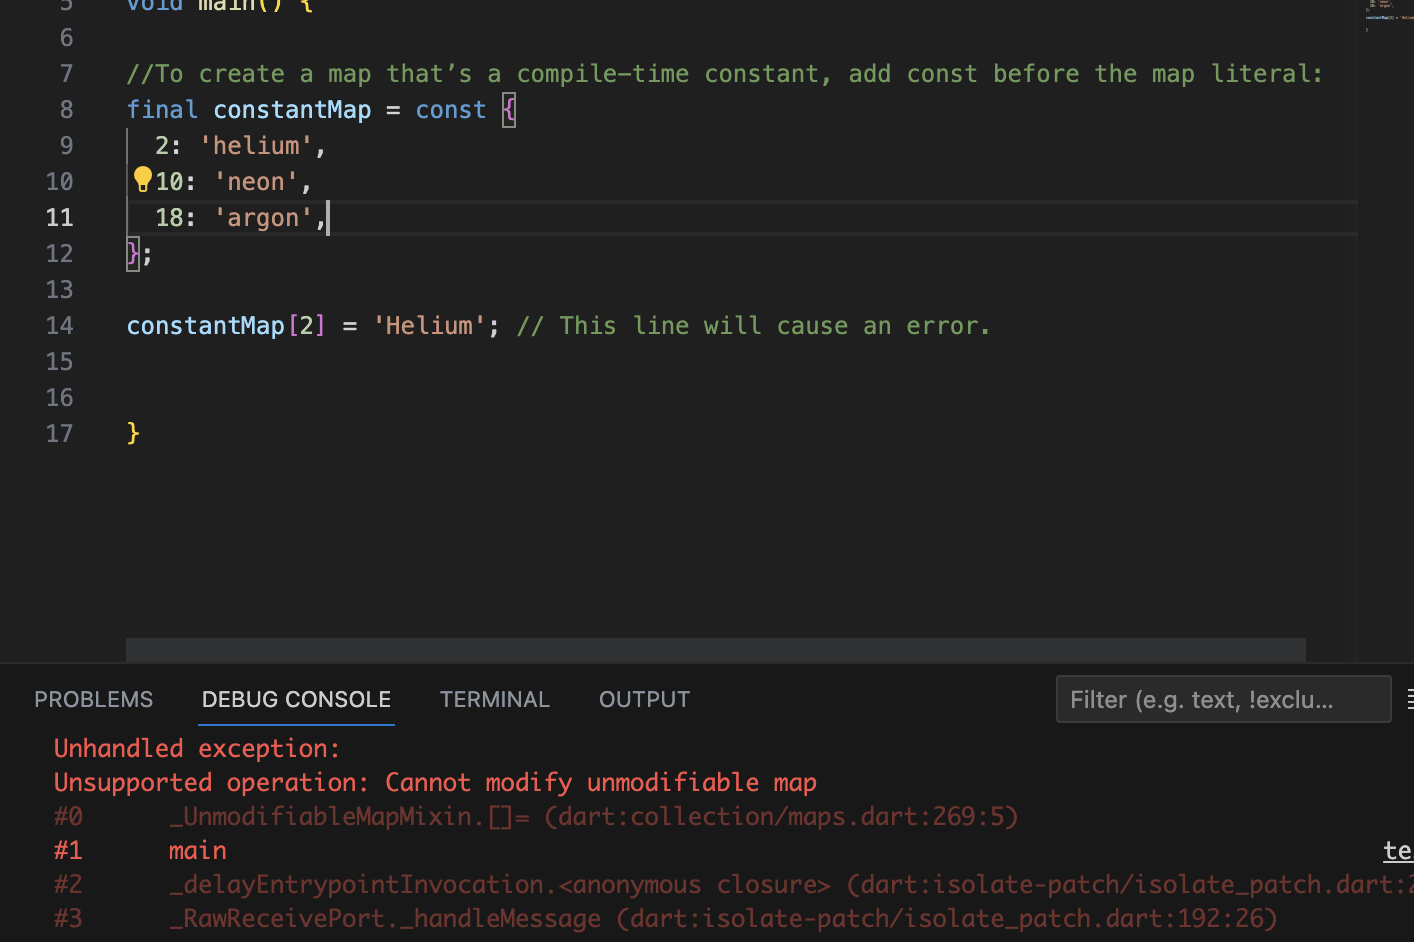 5 void main() {
6
7 //To create a map that’s a compile-time constant, add const before the map literal:
8 final constantMap = const {
9 2: 'helium',
10 10: 'neon',
11 18: 'argon',
12 };
13
14 constantMap[2] = 'Helium'; // This line will cause an error.
15
16
17 }
PROBLEMS DEBUG CONSOLE TERMINAL OUTPUT Filter (e.g. text, !exclu...
Unhandled exception:
Unsupported operation: Cannot modify unmodifiable map
#0 _UnmodifiableMapMixin.[]= (dart:collection/maps.dart:269:5)
#1 main te
#2 _delayEntrypointInvocation.<anonymous closure> (dart:isolate-patch/isolate_patch.dart:2
#3 _RawReceivePort._handleMessage (dart:isolate-patch/isolate_patch.dart:192:26)